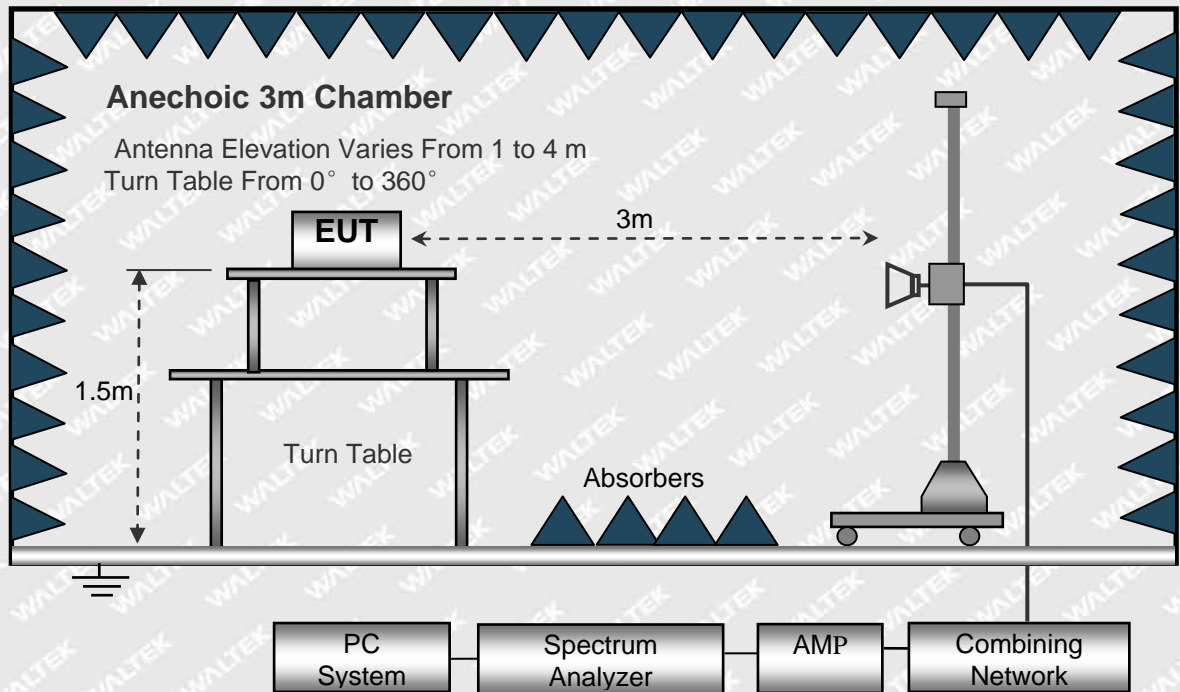 Anechoic 3m Chamber
Antenna Elevation Varies From 1 to 4 m
Turn Table From 0° to 360°
EUT
3m
1.5m
Turn Table
Absorbers
PC
System
Spectrum
Analyzer
AMP
Combining
Network
WALTEK